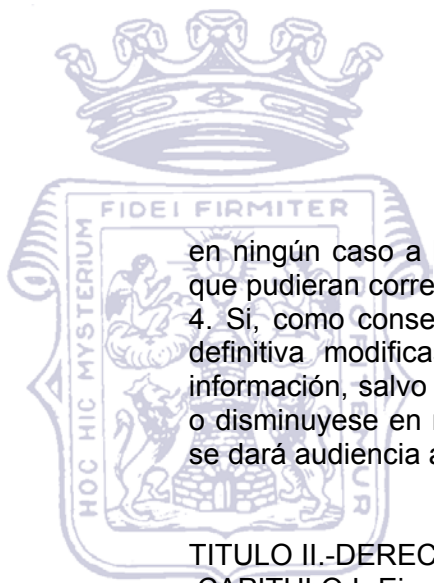 FIDEI FIRMITER
HOC HIC MYSTERIUM
en ningún caso a
que pudieran corre
4. Si, como conse
definitiva modifica
información, salvo
o disminuyese en
se dará audiencia a
TITULO II.-DEREC